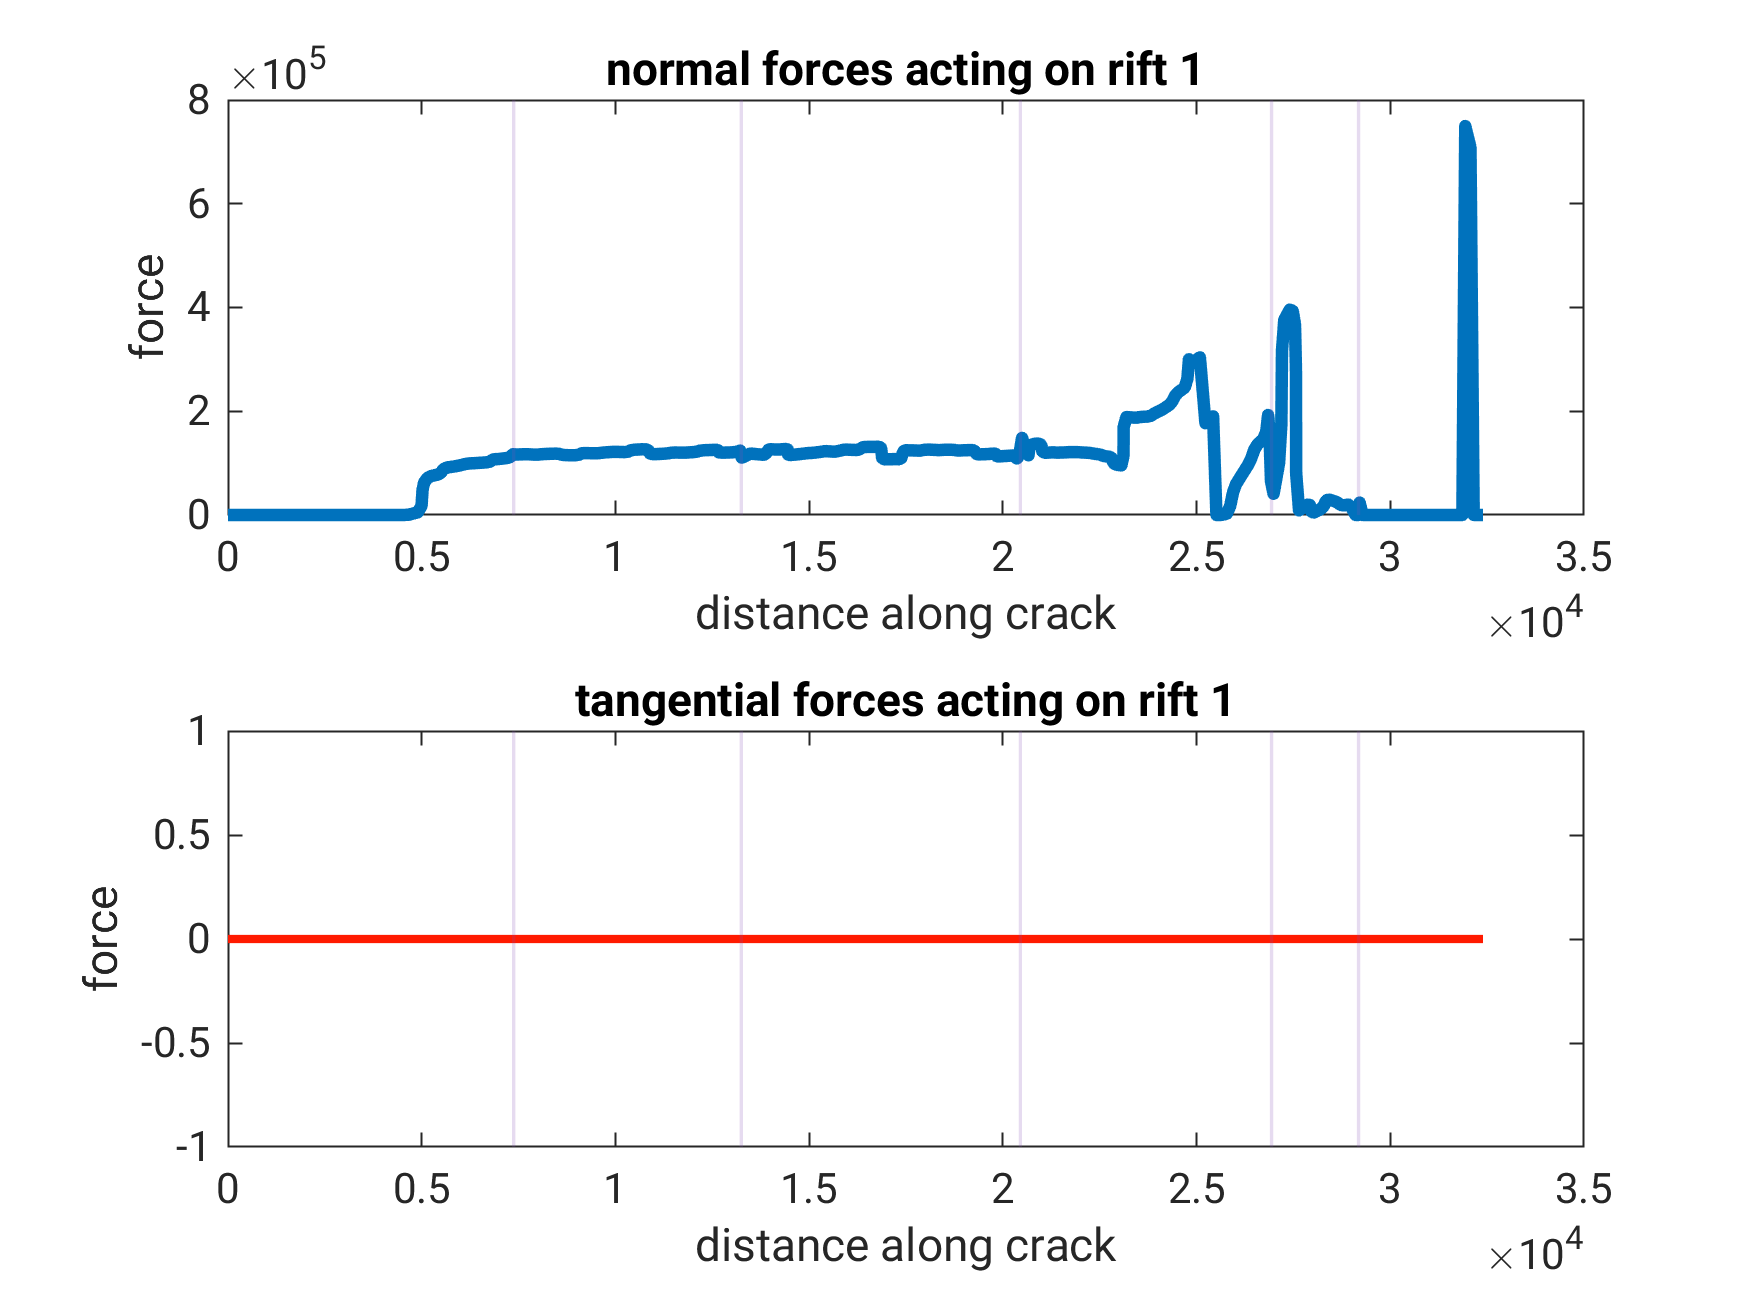 ×10^5
normal forces acting on rift 1
8
6
4
2
0
force
0 0.5 1 1.5 2 2.5 3 3.5
distance along crack
×10^4
tangential forces acting on rift 1
1
0.5
0
-0.5
-1
force
0 0.5 1 1.5 2 2.5 3 3.5
distance along crack
×10^4